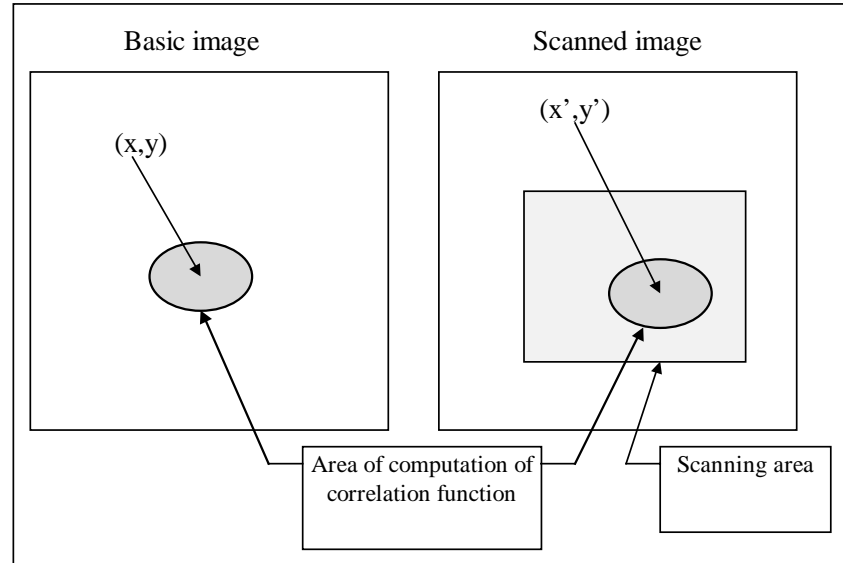 Basic image
Scanned image
(x,y)
(x’,y’)
Area of computation of
correlation function
Scanning area